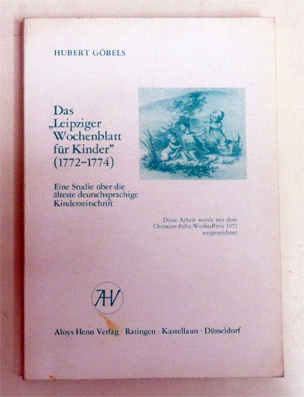 HUBERT GÖBELS
Das
„Leipziger
Wochenblatt
für Kinder"
(1772–1774)
Eine Studie über die
älteste deutschsprachige
Kinderzeitschrift
Diese Arbeit wurde mit dem
Christian-Felix-Weiße-Preis 1972
ausgezeichnet
AHV
Aloys Henn Verlag · Ratingen · Kastellaun · Düsseldorf